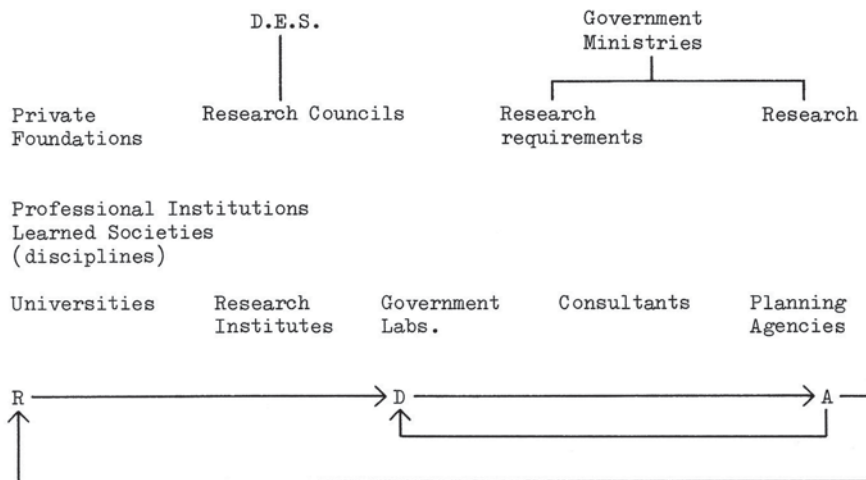 D.E.S.
Government
Ministries
Private
Foundations
Research Councils
Research
requirements
Research
Professional Institutions
Learned Societies
(disciplines)
Universities
Research
Institutes
Government
Labs.
Consultants
Planning
Agencies
R
D
A